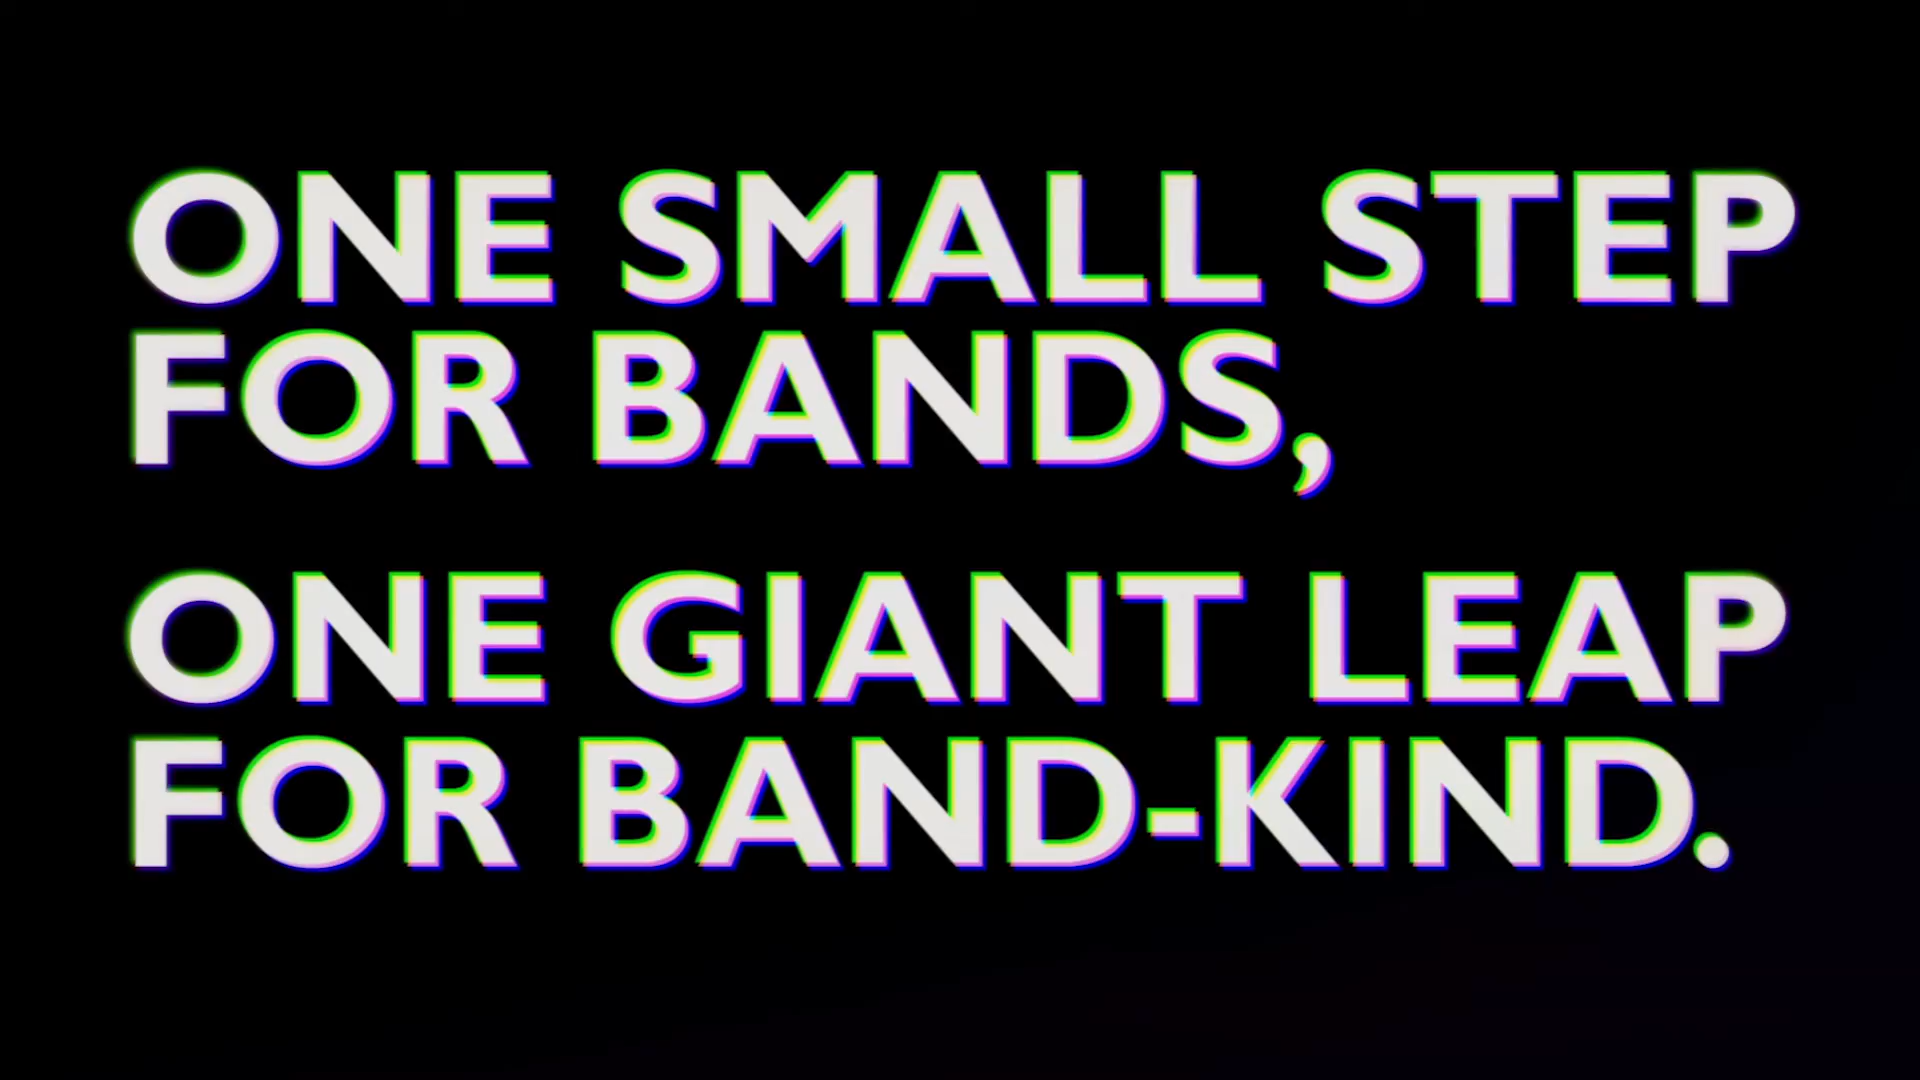 ONE SMALL STEP
FOR BANDS,
ONE GIANT LEAP
FOR BAND-KIND.